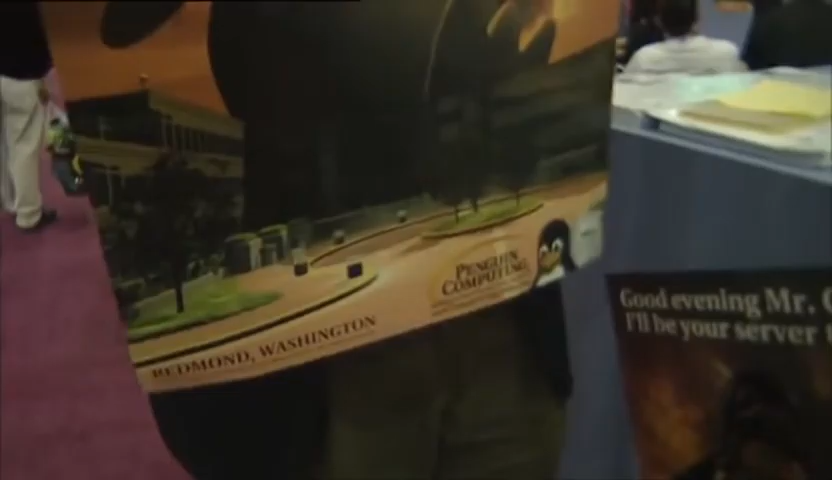 PENGUIN
COMPUTING
REDMOND, WASHINGTON
Good evening Mr.
I'll be your server